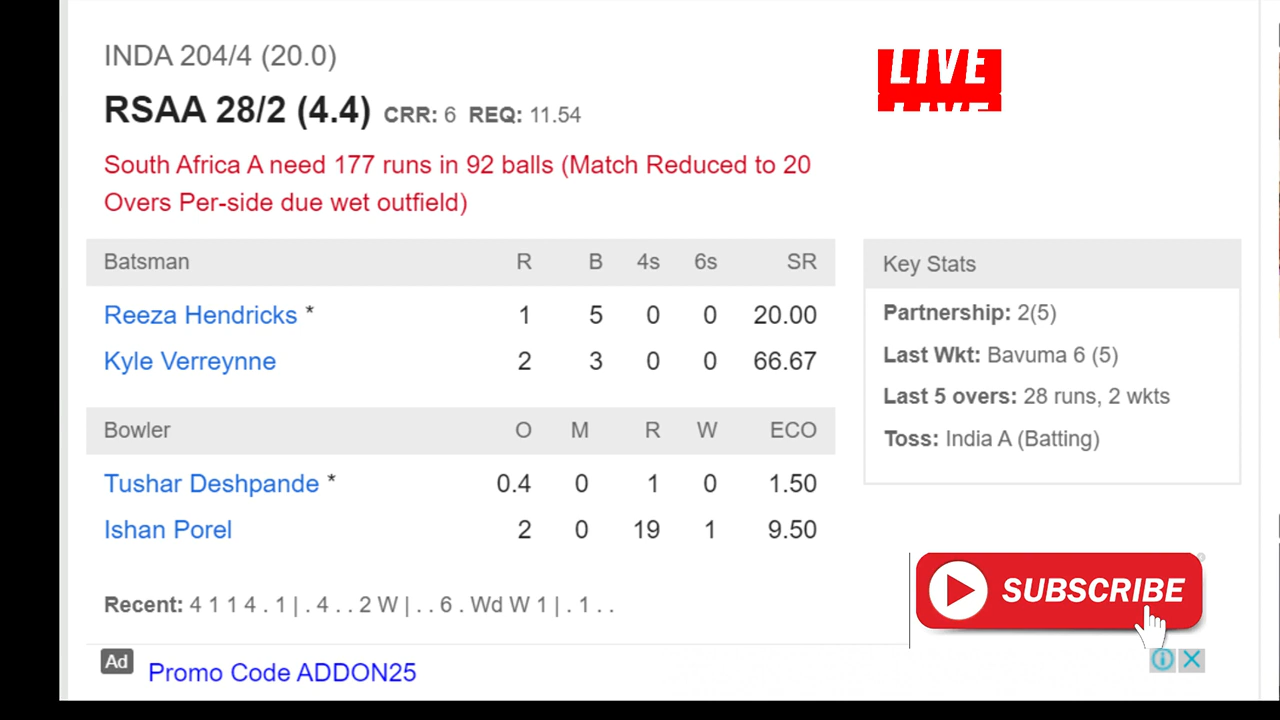 INDA 204/4 (20.0)
LIVE
RSAA 28/2 (4.4) CRR: 6 REQ: 11.54
South Africa A need 177 runs in 92 balls (Match Reduced to 20
Overs Per-side due wet outfield)
Batsman R B 4s 6s SR
Reeza Hendricks * 1 5 0 0 20.00
Kyle Verreynne 2 3 0 0 66.67
Bowler O M R W ECO
Tushar Deshpande * 0.4 0 1 0 1.50
Ishan Porel 2 0 19 1 9.50
Key Stats
Partnership: 2(5)
Last Wkt: Bavuma 6 (5)
Last 5 overs: 28 runs, 2 wkts
Toss: India A (Batting)
Recent: 4 1 1 4 . 1 | . 4 . . 2 W | . . 6 . Wd W 1 | . 1 . .
SUBSCRIBE
Ad Promo Code ADDON25